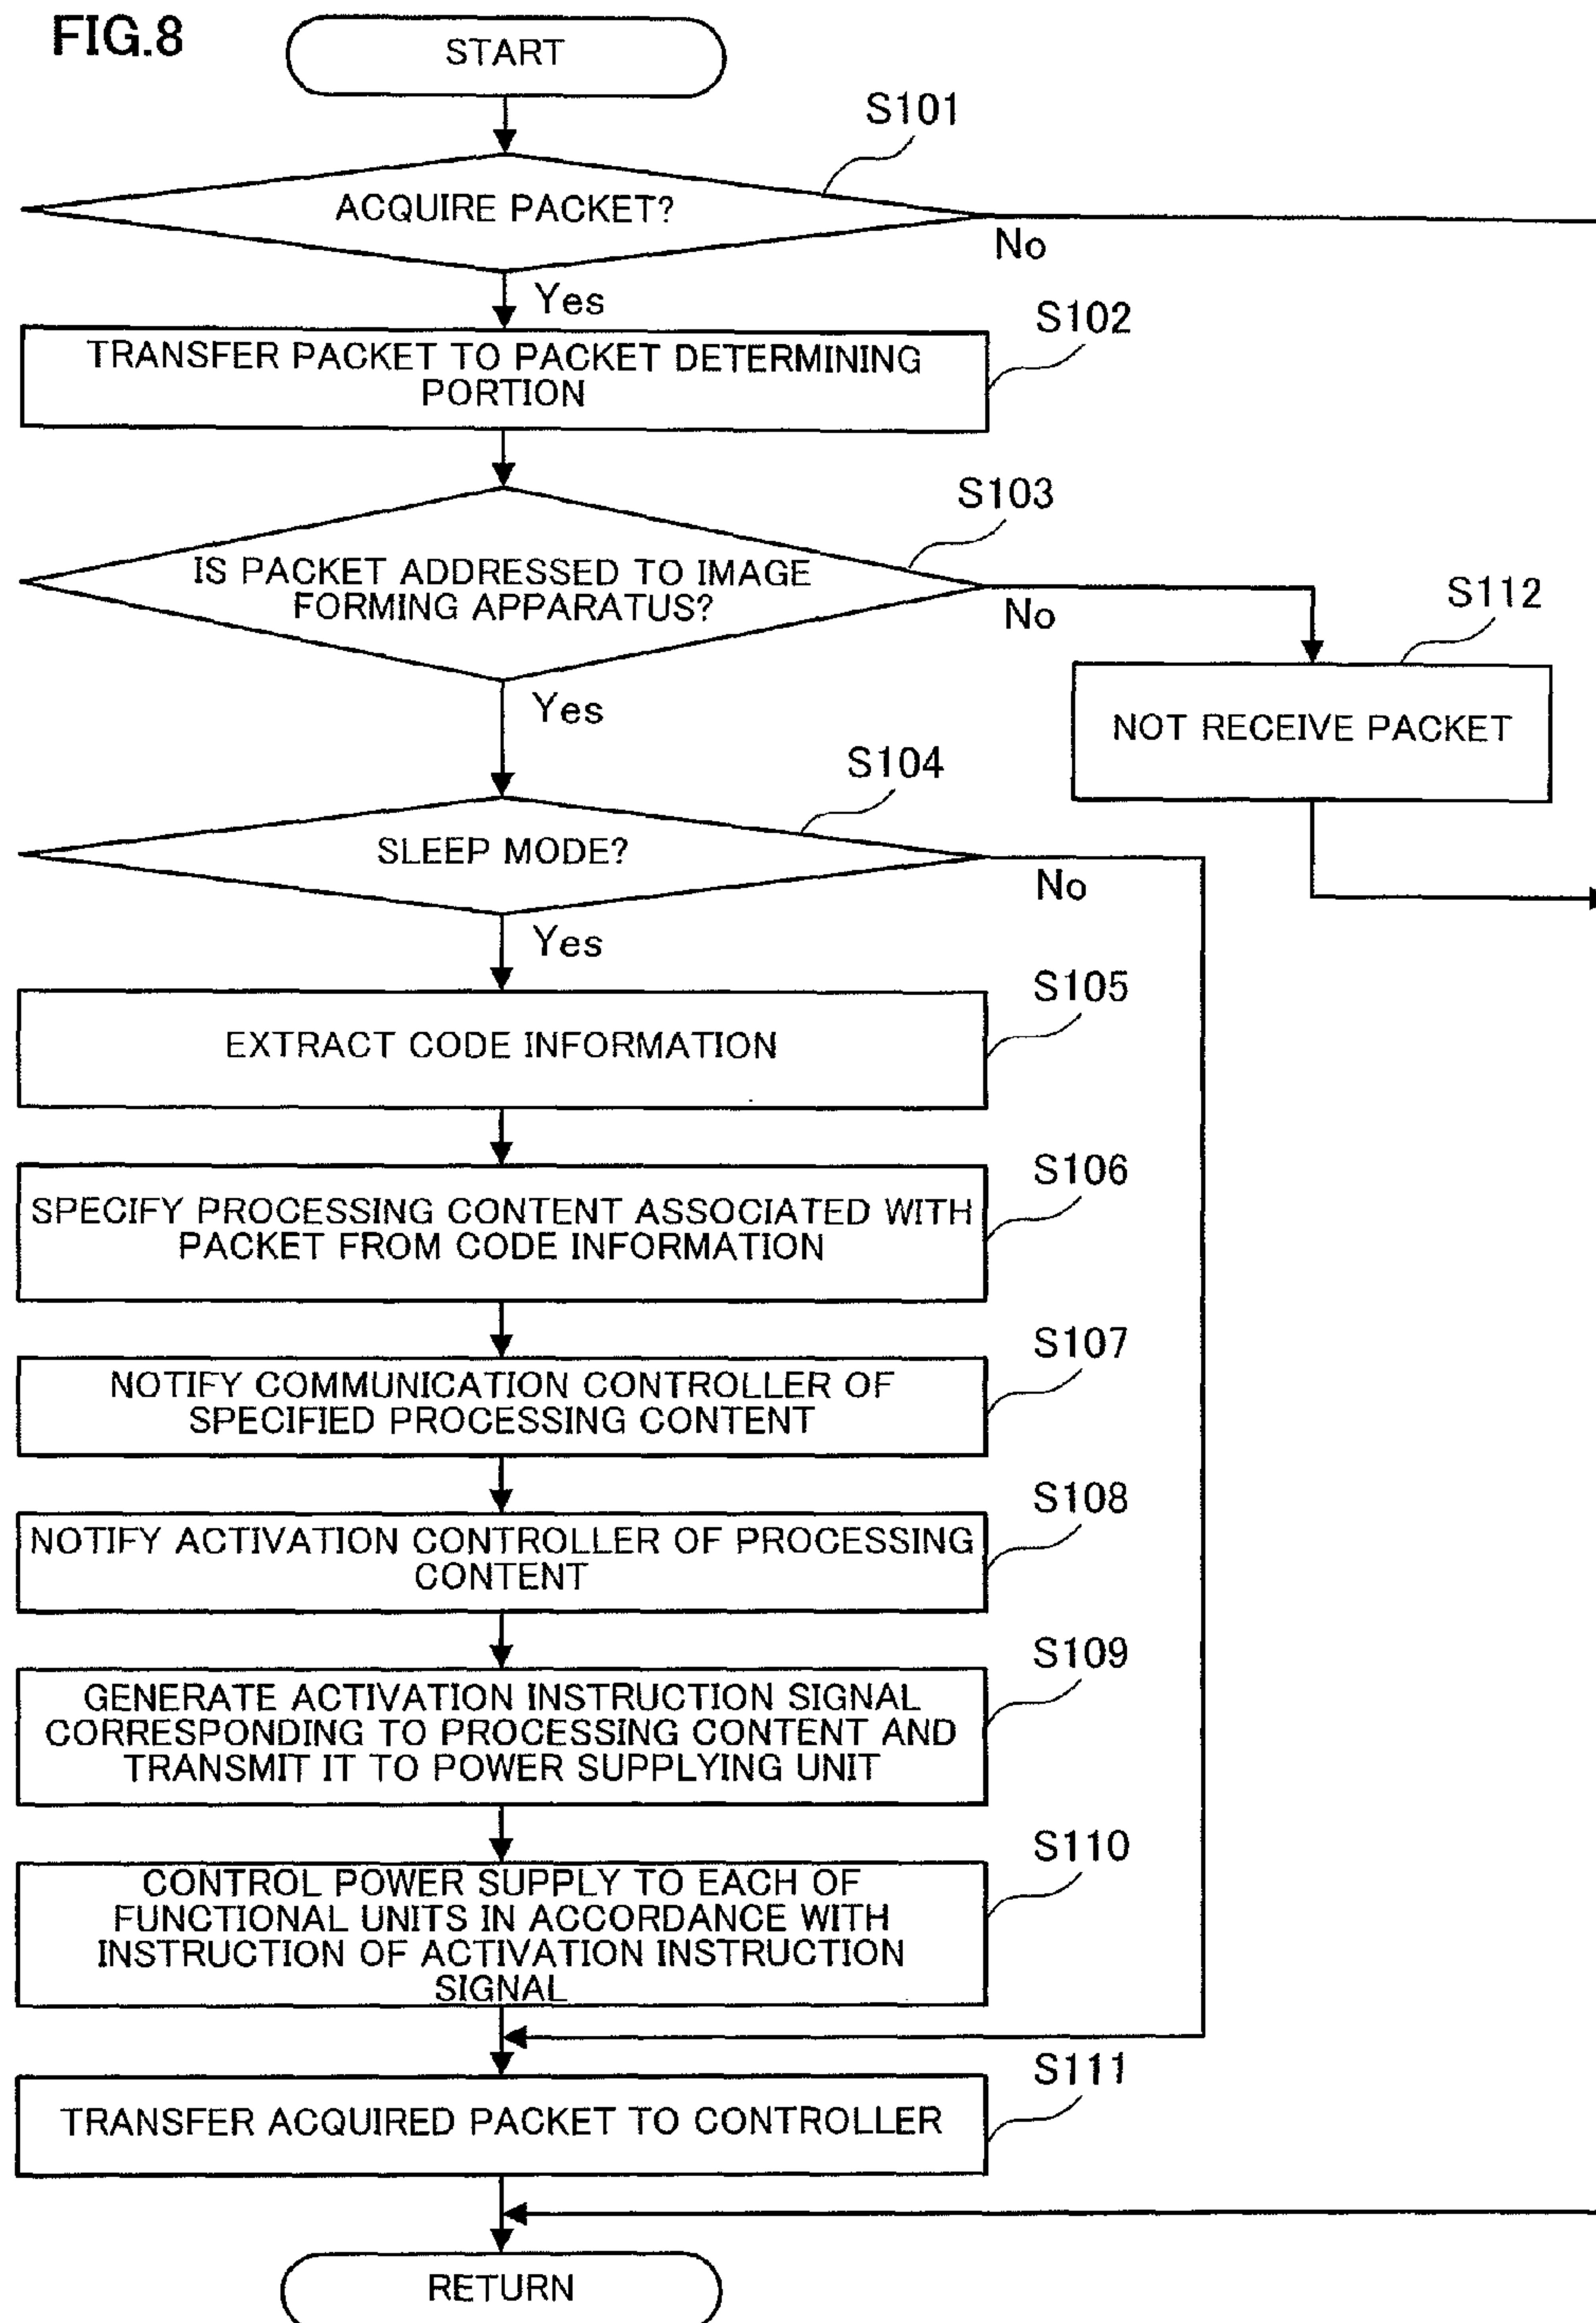 FIG.8
START
S101
ACQUIRE PACKET?
No
Yes
S102
TRANSFER PACKET TO PACKET DETERMINING
PORTION
S103
IS PACKET ADDRESSED TO IMAGE
FORMING APPARATUS?
No
S112
Yes
NOT RECEIVE PACKET
S104
SLEEP MODE?
No
Yes
S105
EXTRACT CODE INFORMATION
S106
SPECIFY PROCESSING CONTENT ASSOCIATED WITH
PACKET FROM CODE INFORMATION
S107
NOTIFY COMMUNICATION CONTROLLER OF
SPECIFIED PROCESSING CONTENT
S108
NOTIFY ACTIVATION CONTROLLER OF PROCESSING
CONTENT
S109
GENERATE ACTIVATION INSTRUCTION SIGNAL
CORRESPONDING TO PROCESSING CONTENT AND
TRANSMIT IT TO POWER SUPPLYING UNIT
S110
CONTROL POWER SUPPLY TO EACH OF
FUNCTIONAL UNITS IN ACCORDANCE WITH
INSTRUCTION OF ACTIVATION INSTRUCTION
SIGNAL
S111
TRANSFER ACQUIRED PACKET TO CONTROLLER
RETURN